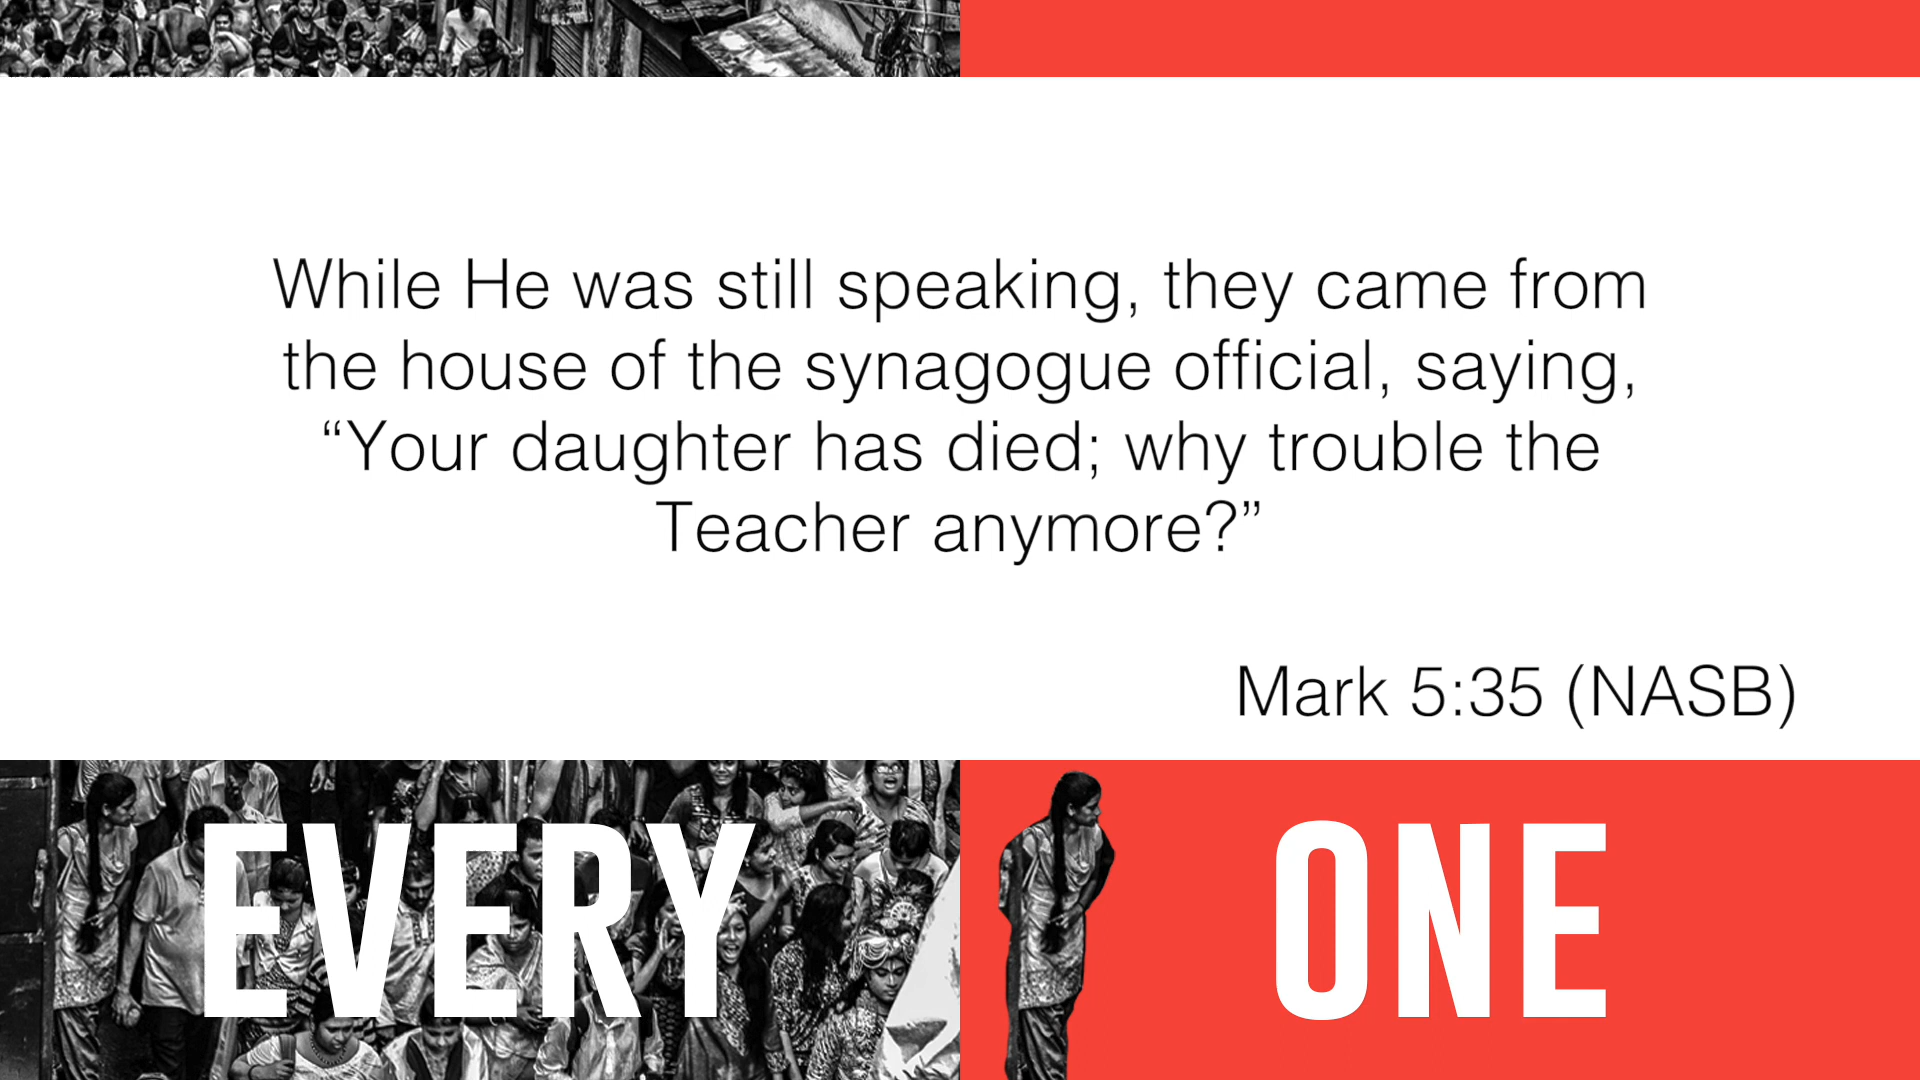 While He was still speaking, they came from
the house of the synagogue official, saying,
“Your daughter has died; why trouble the
Teacher anymore?”
Mark 5:35 (NASB)
EVERY
ONE